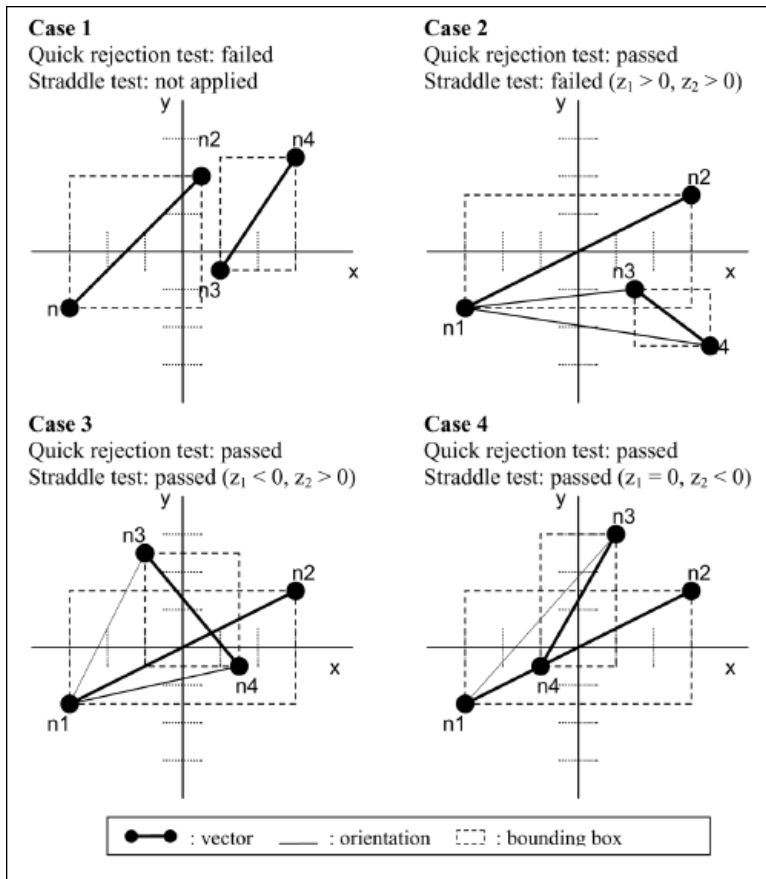 Case 1
Quick rejection test: failed
Straddle test: not applied
y
n2
n4
x
n3
n
Case 2
Quick rejection test: passed
Straddle test: failed (z₁ > 0, z₂ > 0)
y
n2
n3
x
n1
4
Case 3
Quick rejection test: passed
Straddle test: passed (z₁ < 0, z₂ > 0)
y
n3
n2
x
n4
n1
Case 4
Quick rejection test: passed
Straddle test: passed (z₁ = 0, z₂ < 0)
y
n3
n2
x
n4
n1
: vector : orientation : bounding box